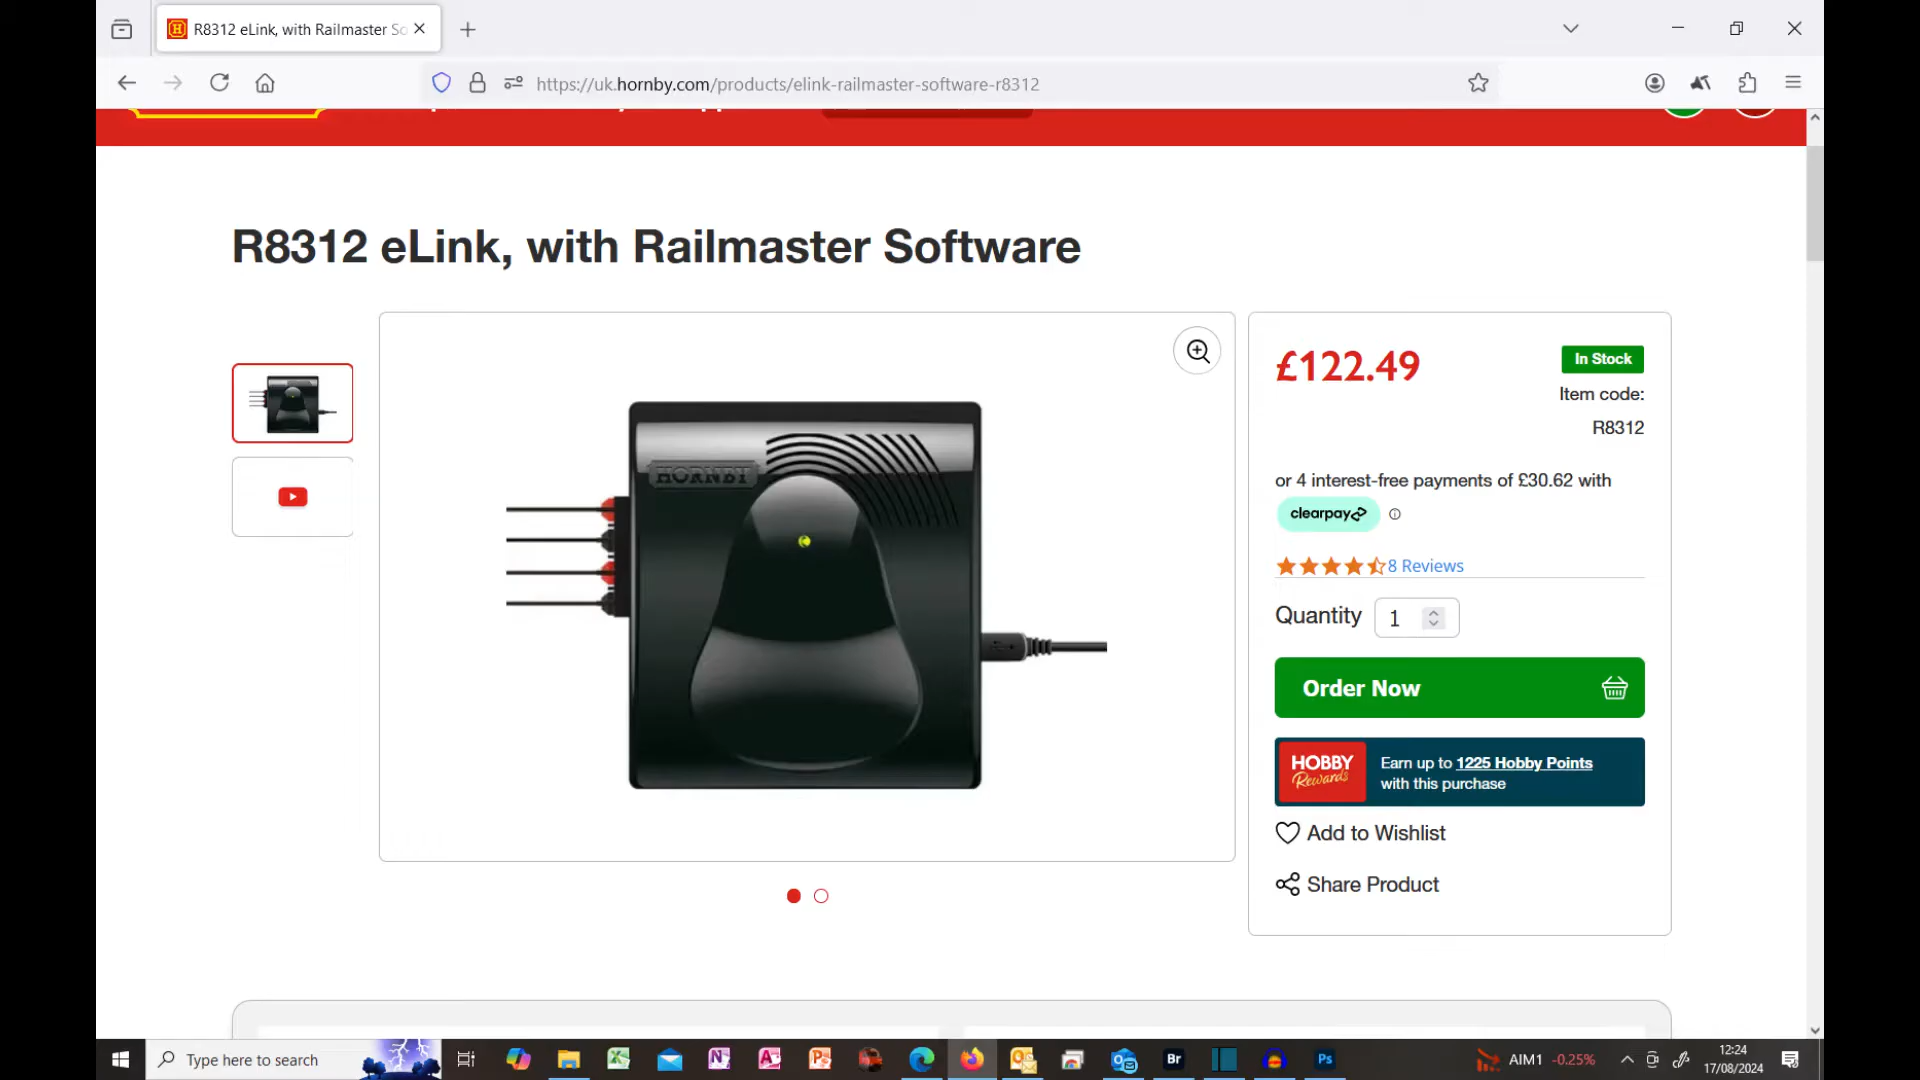 R8312 eLink, with Railmaster So
https://uk.hornby.com/products/elink-railmaster-software-r8312
R8312 eLink, with Railmaster Software
HORNBY
£122.49
In Stock
Item code:
R8312
or 4 interest-free payments of £30.62 with
clearpay
8 Reviews
Quantity
1
Order Now
HOBBY
Rewards
Earn up to 1225 Hobby Points
with this purchase
Add to Wishlist
Share Product
Type here to search
Br
Ps
AIM1 -0.25%
12:24
17/08/2024